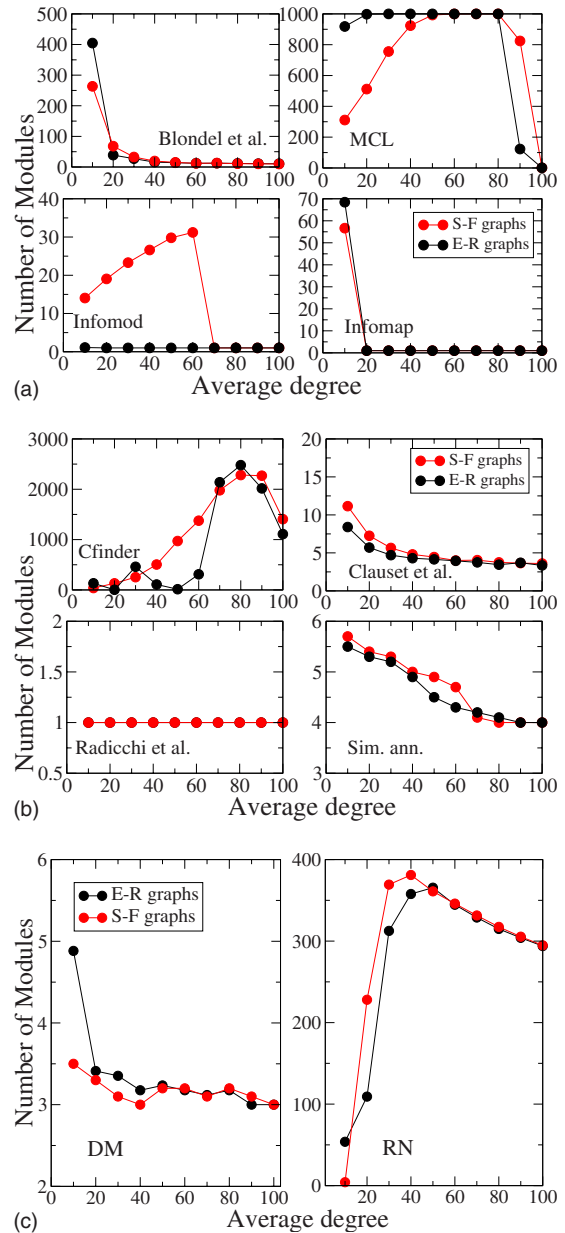 500
400
300
200
100
0
0 20 40 60 80 100
Blondel et al.
1000
800
600
400
200
0
0 20 40 60 80 100
MCL
40
30
20
10
0
0 20 40 60 80 100
Infomod
70
60
50
40
30
20
10
0
0 20 40 60 80 100
S-F graphs
E-R graphs
Infomap
Number of Modules
Average degree
(a)
3000
2000
1000
0
0 20 40 60 80 100
Cfinder
20
15
10
5
0
0 20 40 60 80 100
S-F graphs
E-R graphs
Clauset et al.
2
1.5
1
0.5
0 20 40 60 80 100
Radicchi et al.
6
5
4
3
0 20 40 60 80 100
Sim. ann.
Number of Modules
Average degree
(b)
6
5
4
3
2
0 20 40 60 80 100
E-R graphs
S-F graphs
DM
400
300
200
100
0
0 20 40 60 80 100
RN
Number of Modules
Average degree
(c)